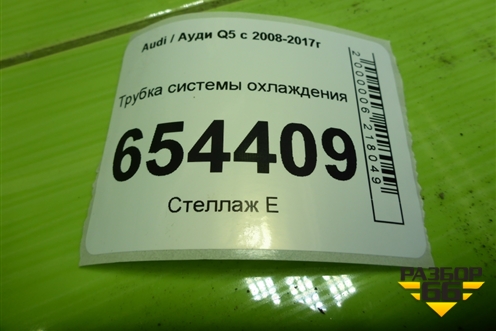 Audi / Ауди Q5 с 2008-2017г
Трубка системы охлаждения
654409
Стеллаж Е
2000006218049
РАЗБОР
66